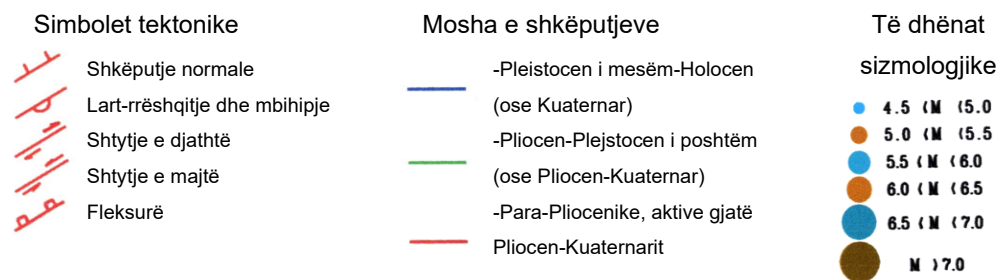 Simbolet tektonike
Shkëputje normale
Lart-rrëshqitje dhe mbihipje
Shtytje e djathtë
Shtytje e majtë
Fleksurë
Mosha e shkëputjeve
-Pleistocen i mesëm-Holocen
(ose Kuaternar)
-Pliocen-Plejstocen i poshtëm
(ose Pliocen-Kuaternar)
-Para-Pliocenike, aktive gjatë
Pliocen-Kuaternarit
Të dhënat
sizmologjike
4.5 ⟨M ⟨5.0
5.0 ⟨M ⟨5.5
5.5 ⟨M ⟨6.0
6.0 ⟨M ⟨6.5
6.5 ⟨M ⟨7.0
M ⟩7.0